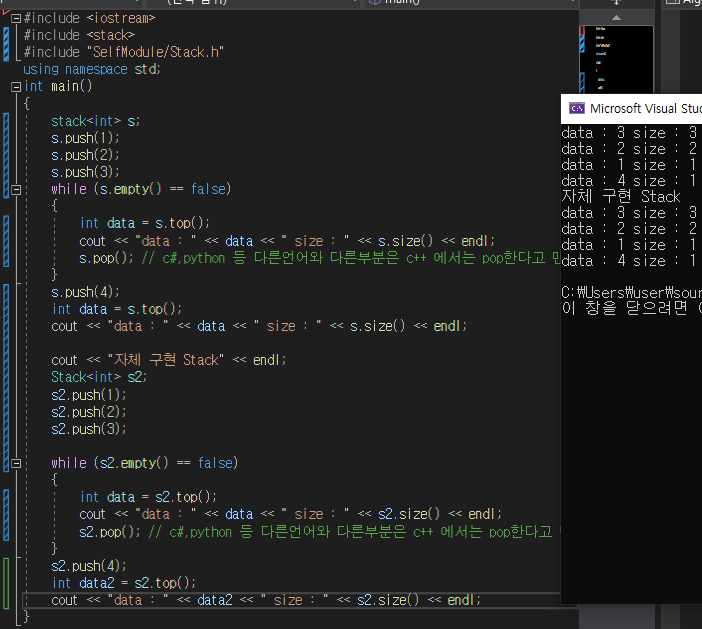 main()
#include <iostream>
#include <stack>
#include "SelfModule/Stack.h"
using namespace std;
int main()
{
stack<int> s;
s.push(1);
s.push(2);
s.push(3);
while (s.empty() == false)
{
int data = s.top();
cout << "data : " << data << " size : " << s.size() << endl;
s.pop(); // c#,python 등 다른언어와 다른부분은 c++ 에서는 pop한다고
}
s.push(4);
int data = s.top();
cout << "data : " << data << " size : " << s.size() << endl;
cout << "자체 구현 Stack" << endl;
Stack<int> s2;
s2.push(1);
s2.push(2);
s2.push(3);
while (s2.empty() == false)
{
int data = s2.top();
cout << "data : " << data << " size : " << s2.size() << endl;
s2.pop(); // c#,python 등 다른언어와 다른부분은 c++ 에서는 pop한다고
}
s2.push(4);
int data2 = s2.top();
cout << "data : " << data2 << " size : " << s2.size() << endl;
}
Microsoft Visual
data : 3 size : 3
data : 2 size : 2
data : 1 size : 1
data : 4 size : 1
자체 구현 Stack
data : 3 size : 3
data : 2 size : 2
data : 1 size : 1
data : 4 size : 1
C:₩Users₩user₩sour
이 창을 닫으려면